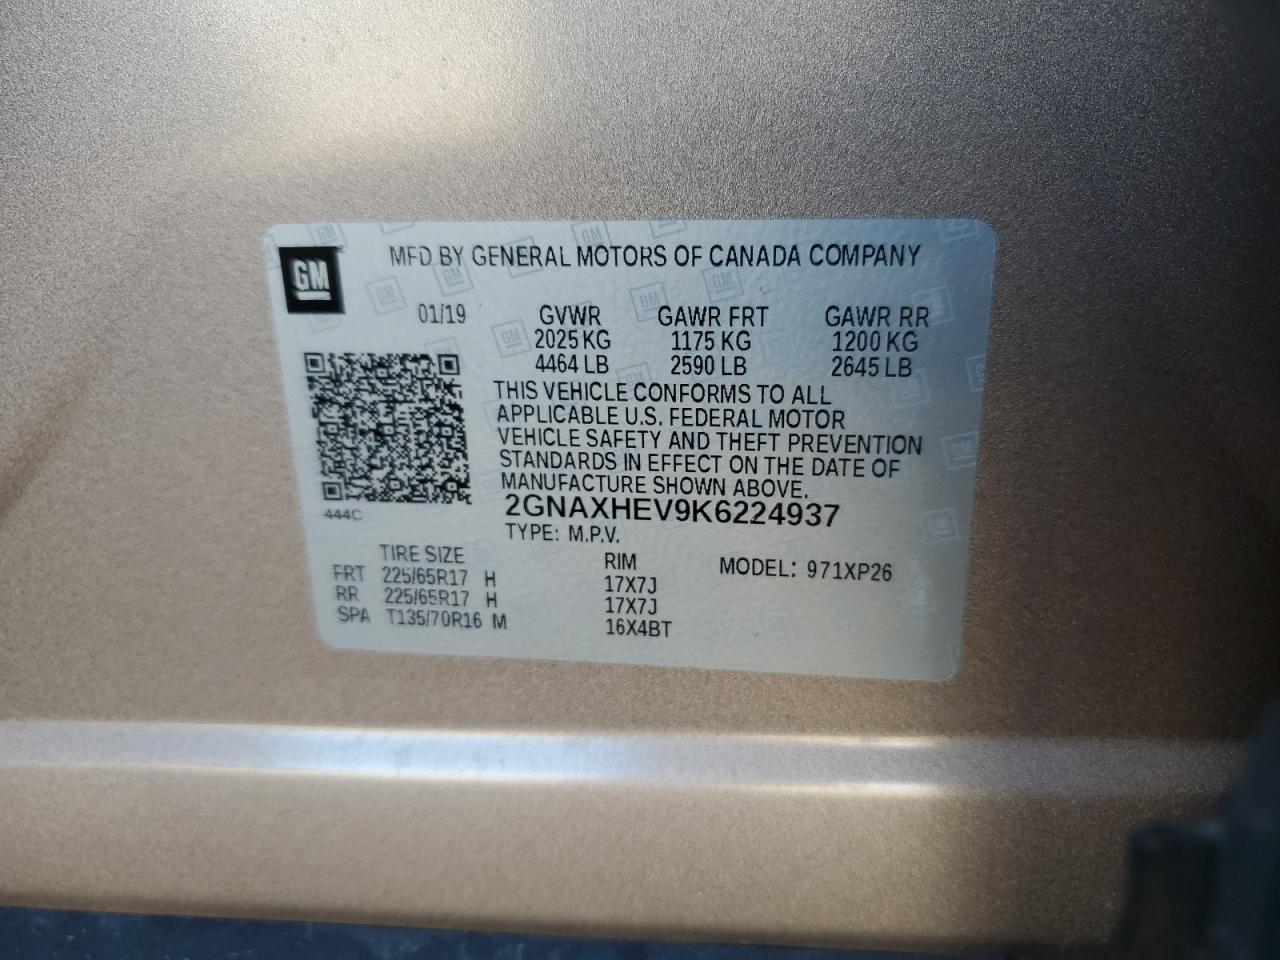 MFD BY GENERAL MOTORS OF CANADA COMPANY
GM
01/19 GVWR GAWR FRT GAWR RR
2025 KG 1175 KG 1200 KG
4464 LB 2590 LB 2645 LB
THIS VEHICLE CONFORMS TO ALL
APPLICABLE U.S. FEDERAL MOTOR
VEHICLE SAFETY AND THEFT PREVENTION
STANDARDS IN EFFECT ON THE DATE OF
MANUFACTURE SHOWN ABOVE.
444C
2GNAXHEV9K6224937
TYPE: M.P.V.
TIRE SIZE RIM MODEL: 971XP26
FRT 225/65R17 H 17X7J
RR 225/65R17 H 17X7J
SPA T135/70R16 M 16X4BT